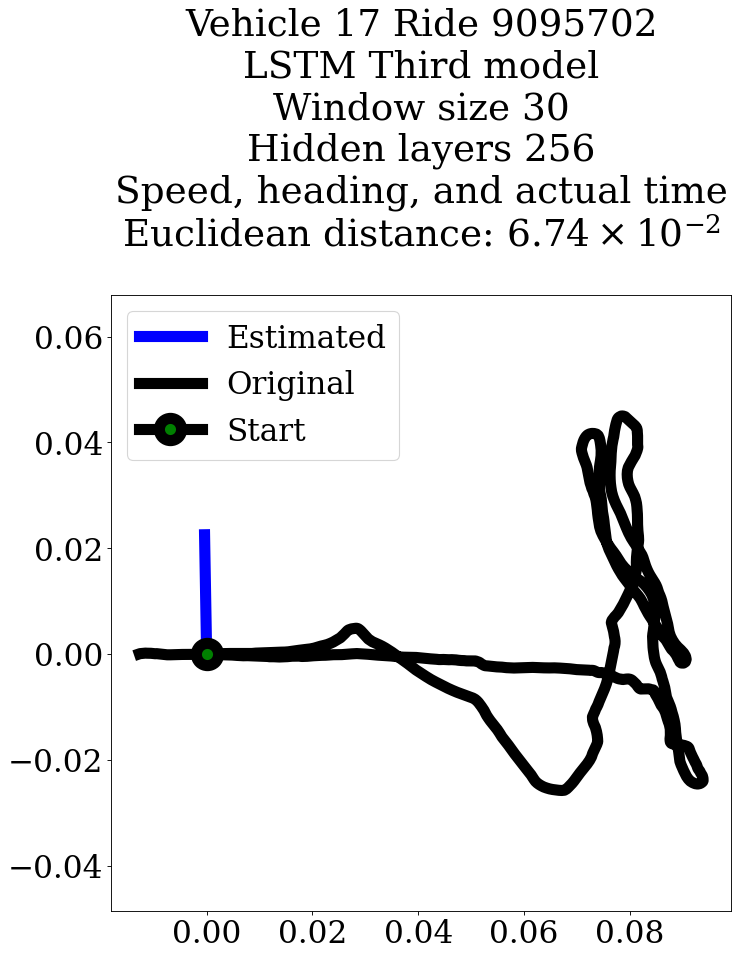 Vehicle 17 Ride 9095702
LSTM Third model
Window size 30
Hidden layers 256
Speed, heading, and actual time
Euclidean distance: 6.74 × 10⁻²
Estimated
Original
Start
0.06
0.04
0.02
0.00
−0.02
−0.04
0.00 0.02 0.04 0.06 0.08